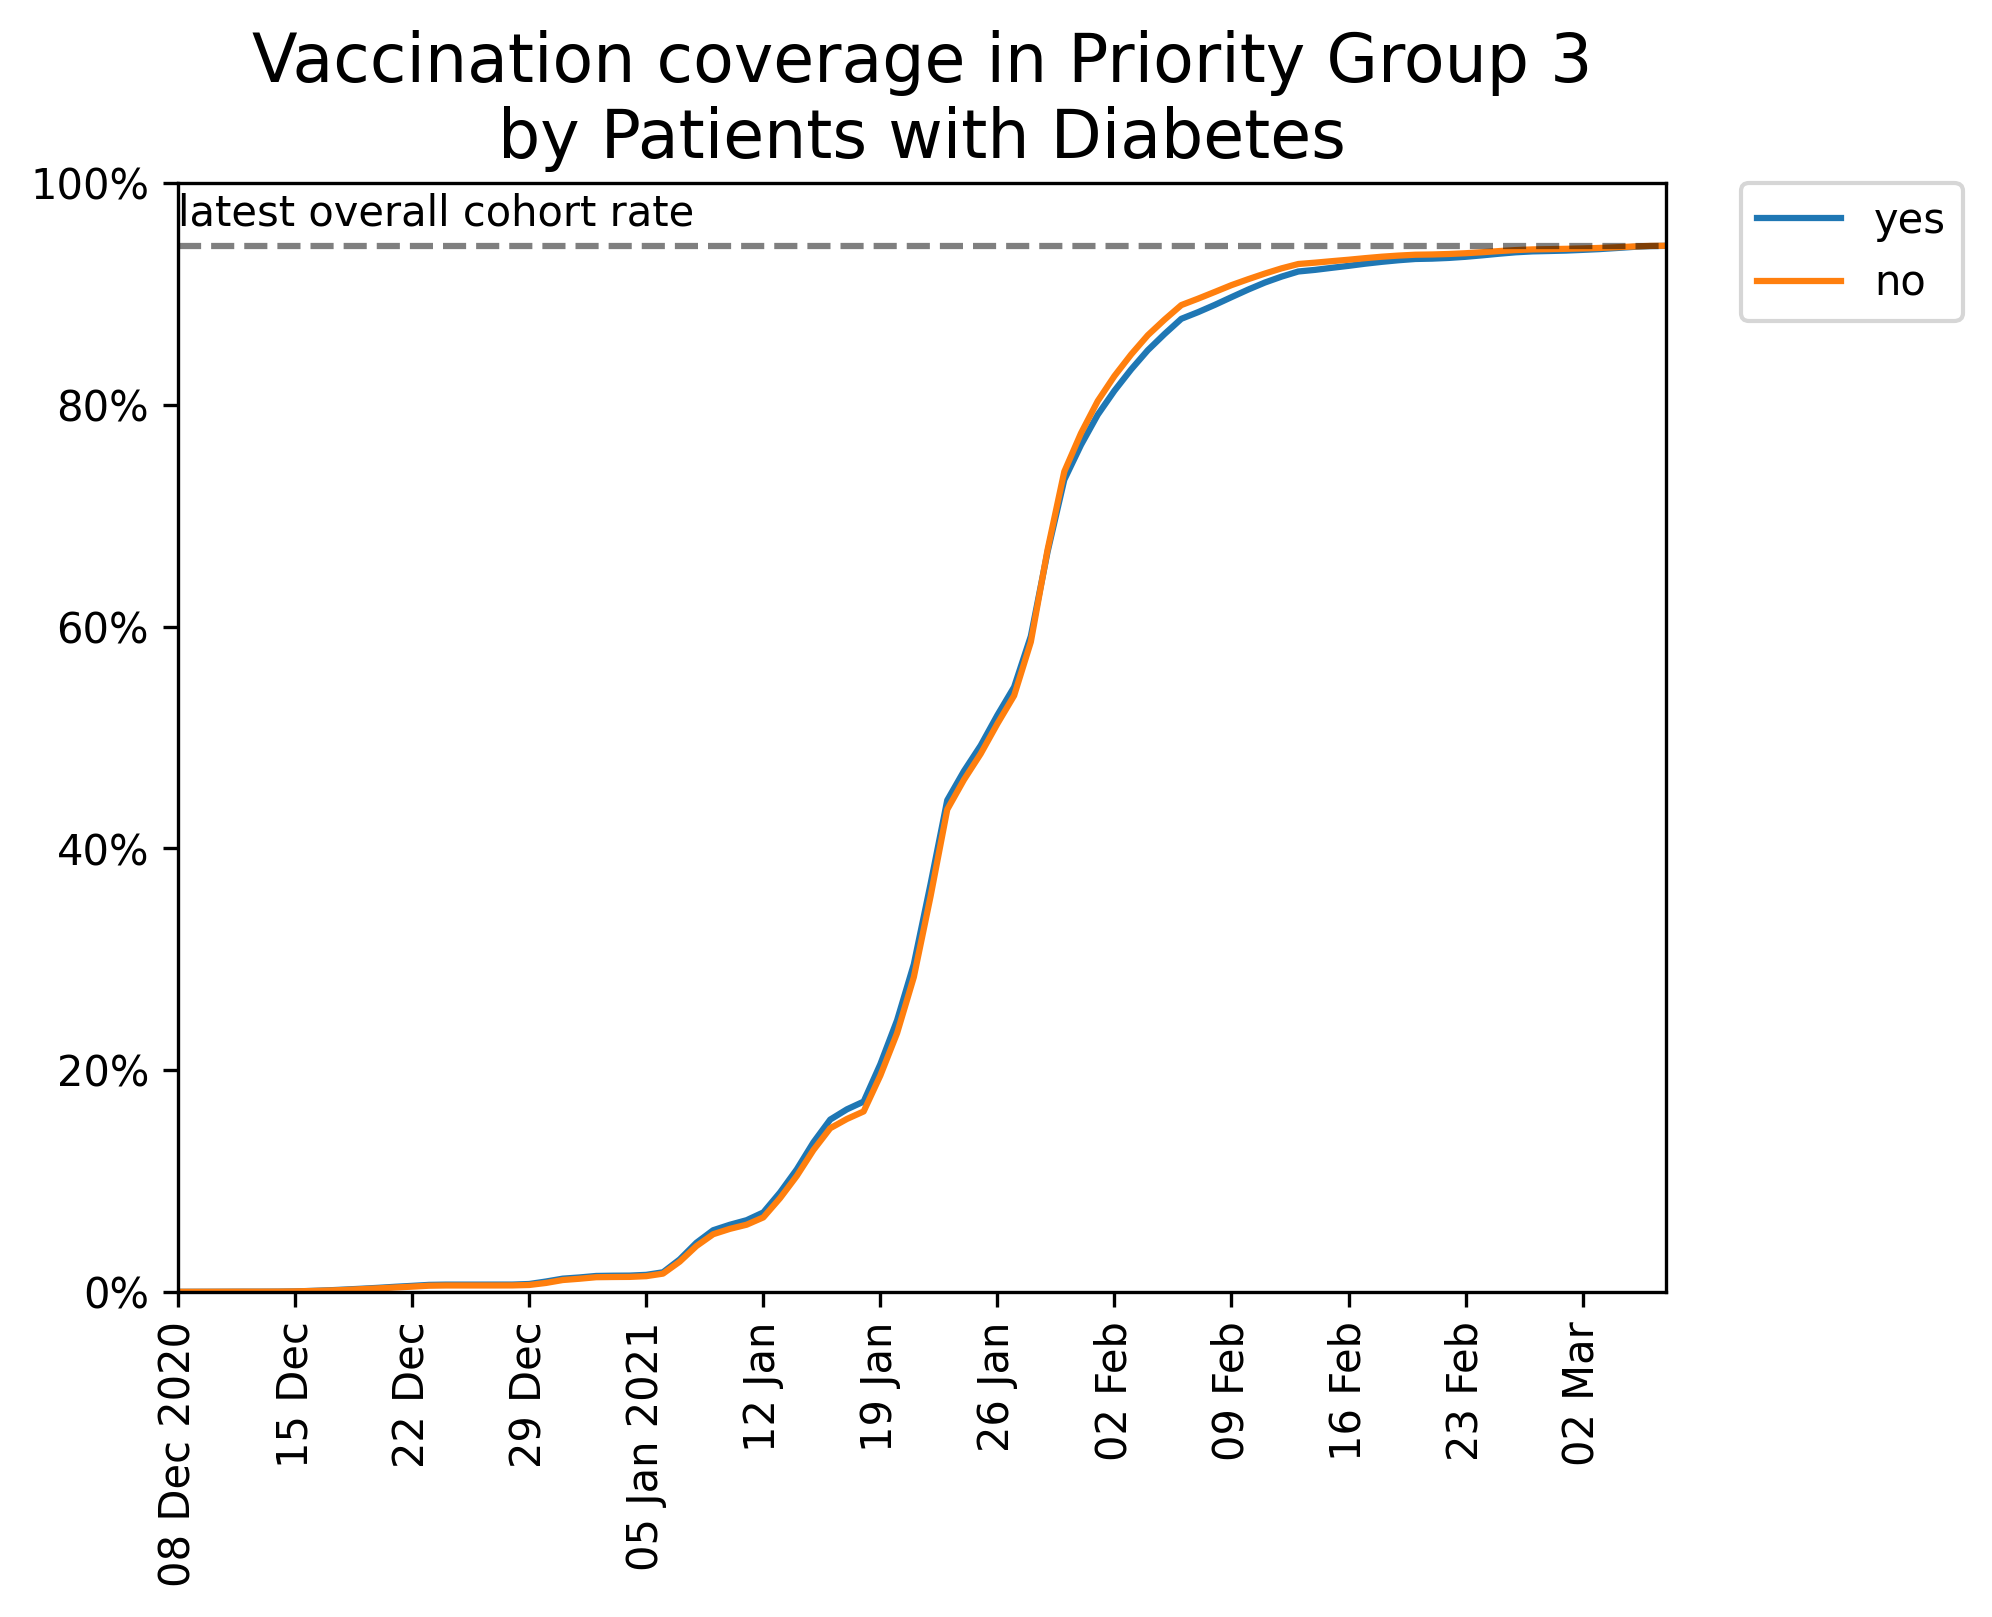 Vaccination coverage in Priority Group 3
by Patients with Diabetes
100%
latest overall cohort rate
yes
no
80%
60%
40%
20%
0%
08 Dec 2020
15 Dec
22 Dec
29 Dec
05 Jan 2021
12 Jan
19 Jan
26 Jan
02 Feb
09 Feb
16 Feb
23 Feb
02 Mar